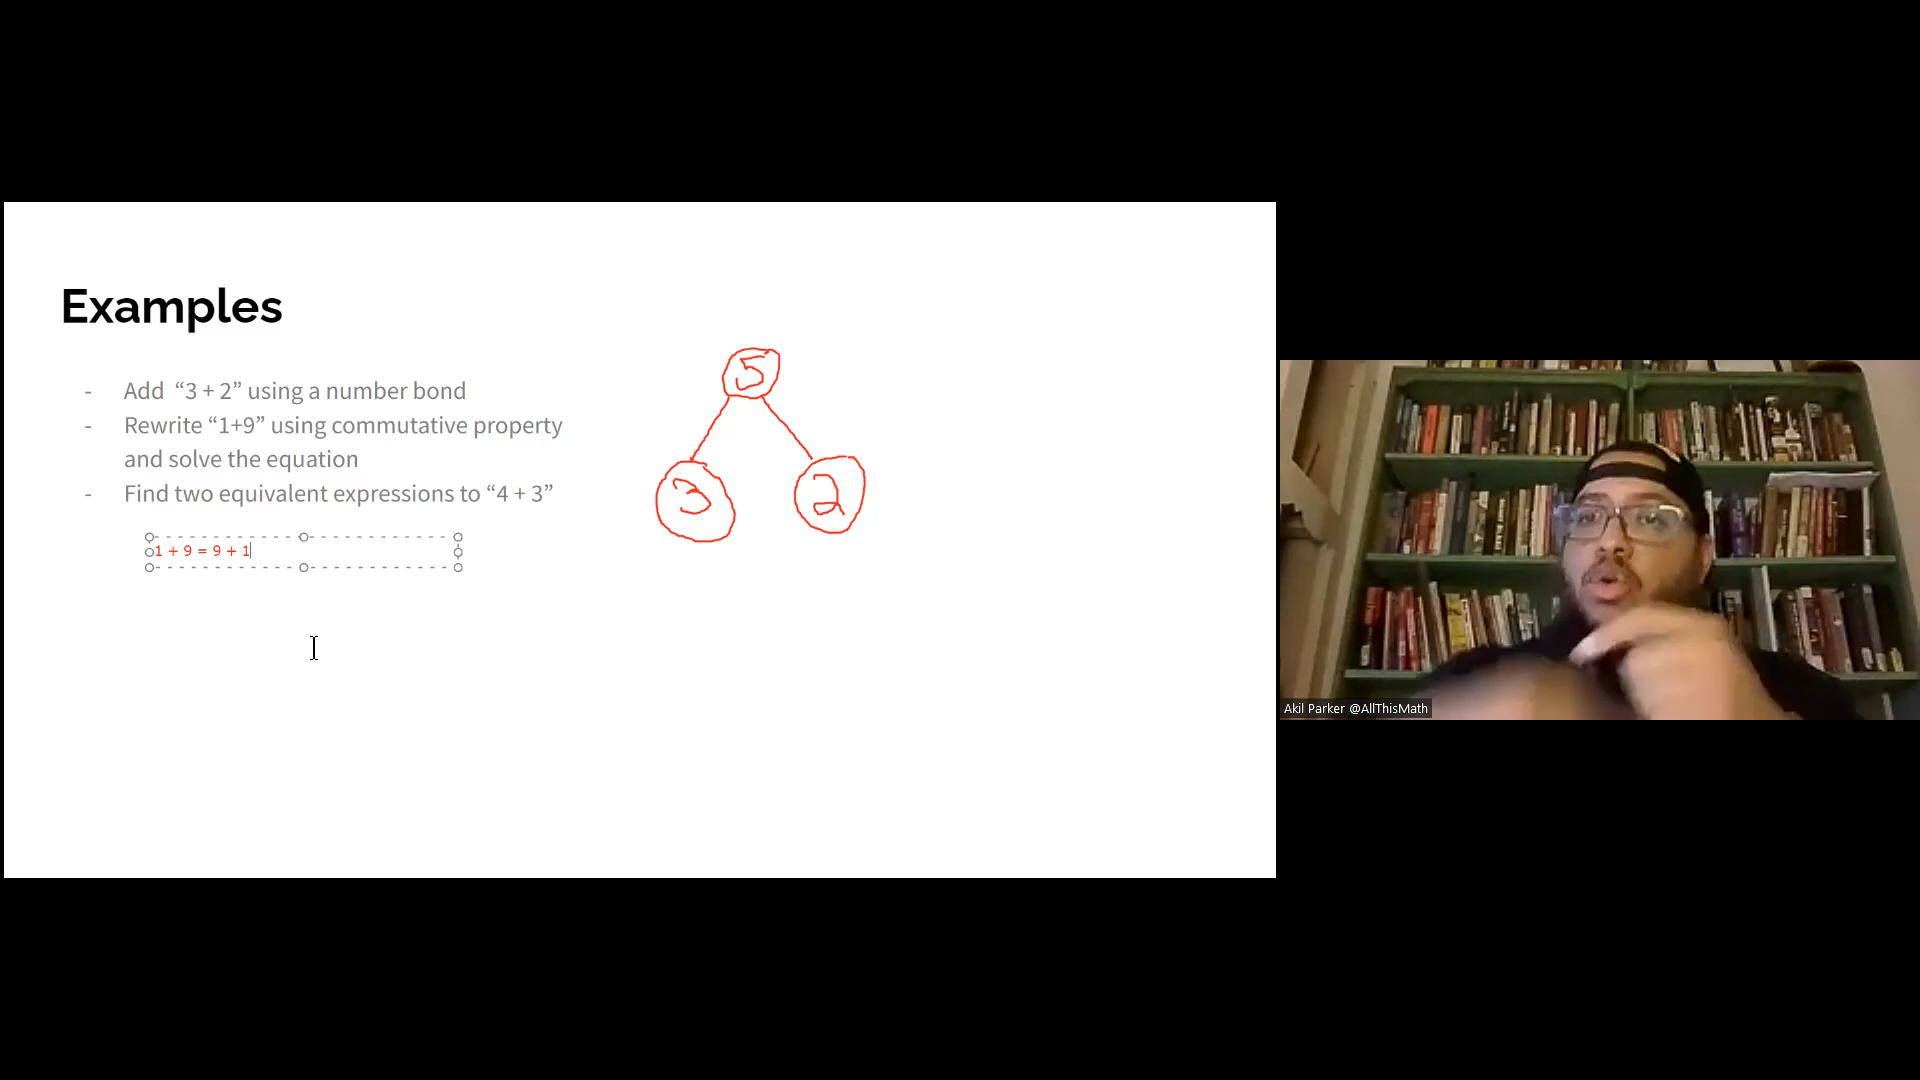 Examples
- Add “3 + 2” using a number bond
- Rewrite “1+9” using commutative property
and solve the equation
- Find two equivalent expressions to “4 + 3”
1 + 9 = 9 + 1
5
3 2
Akil Parker @AllThisMath